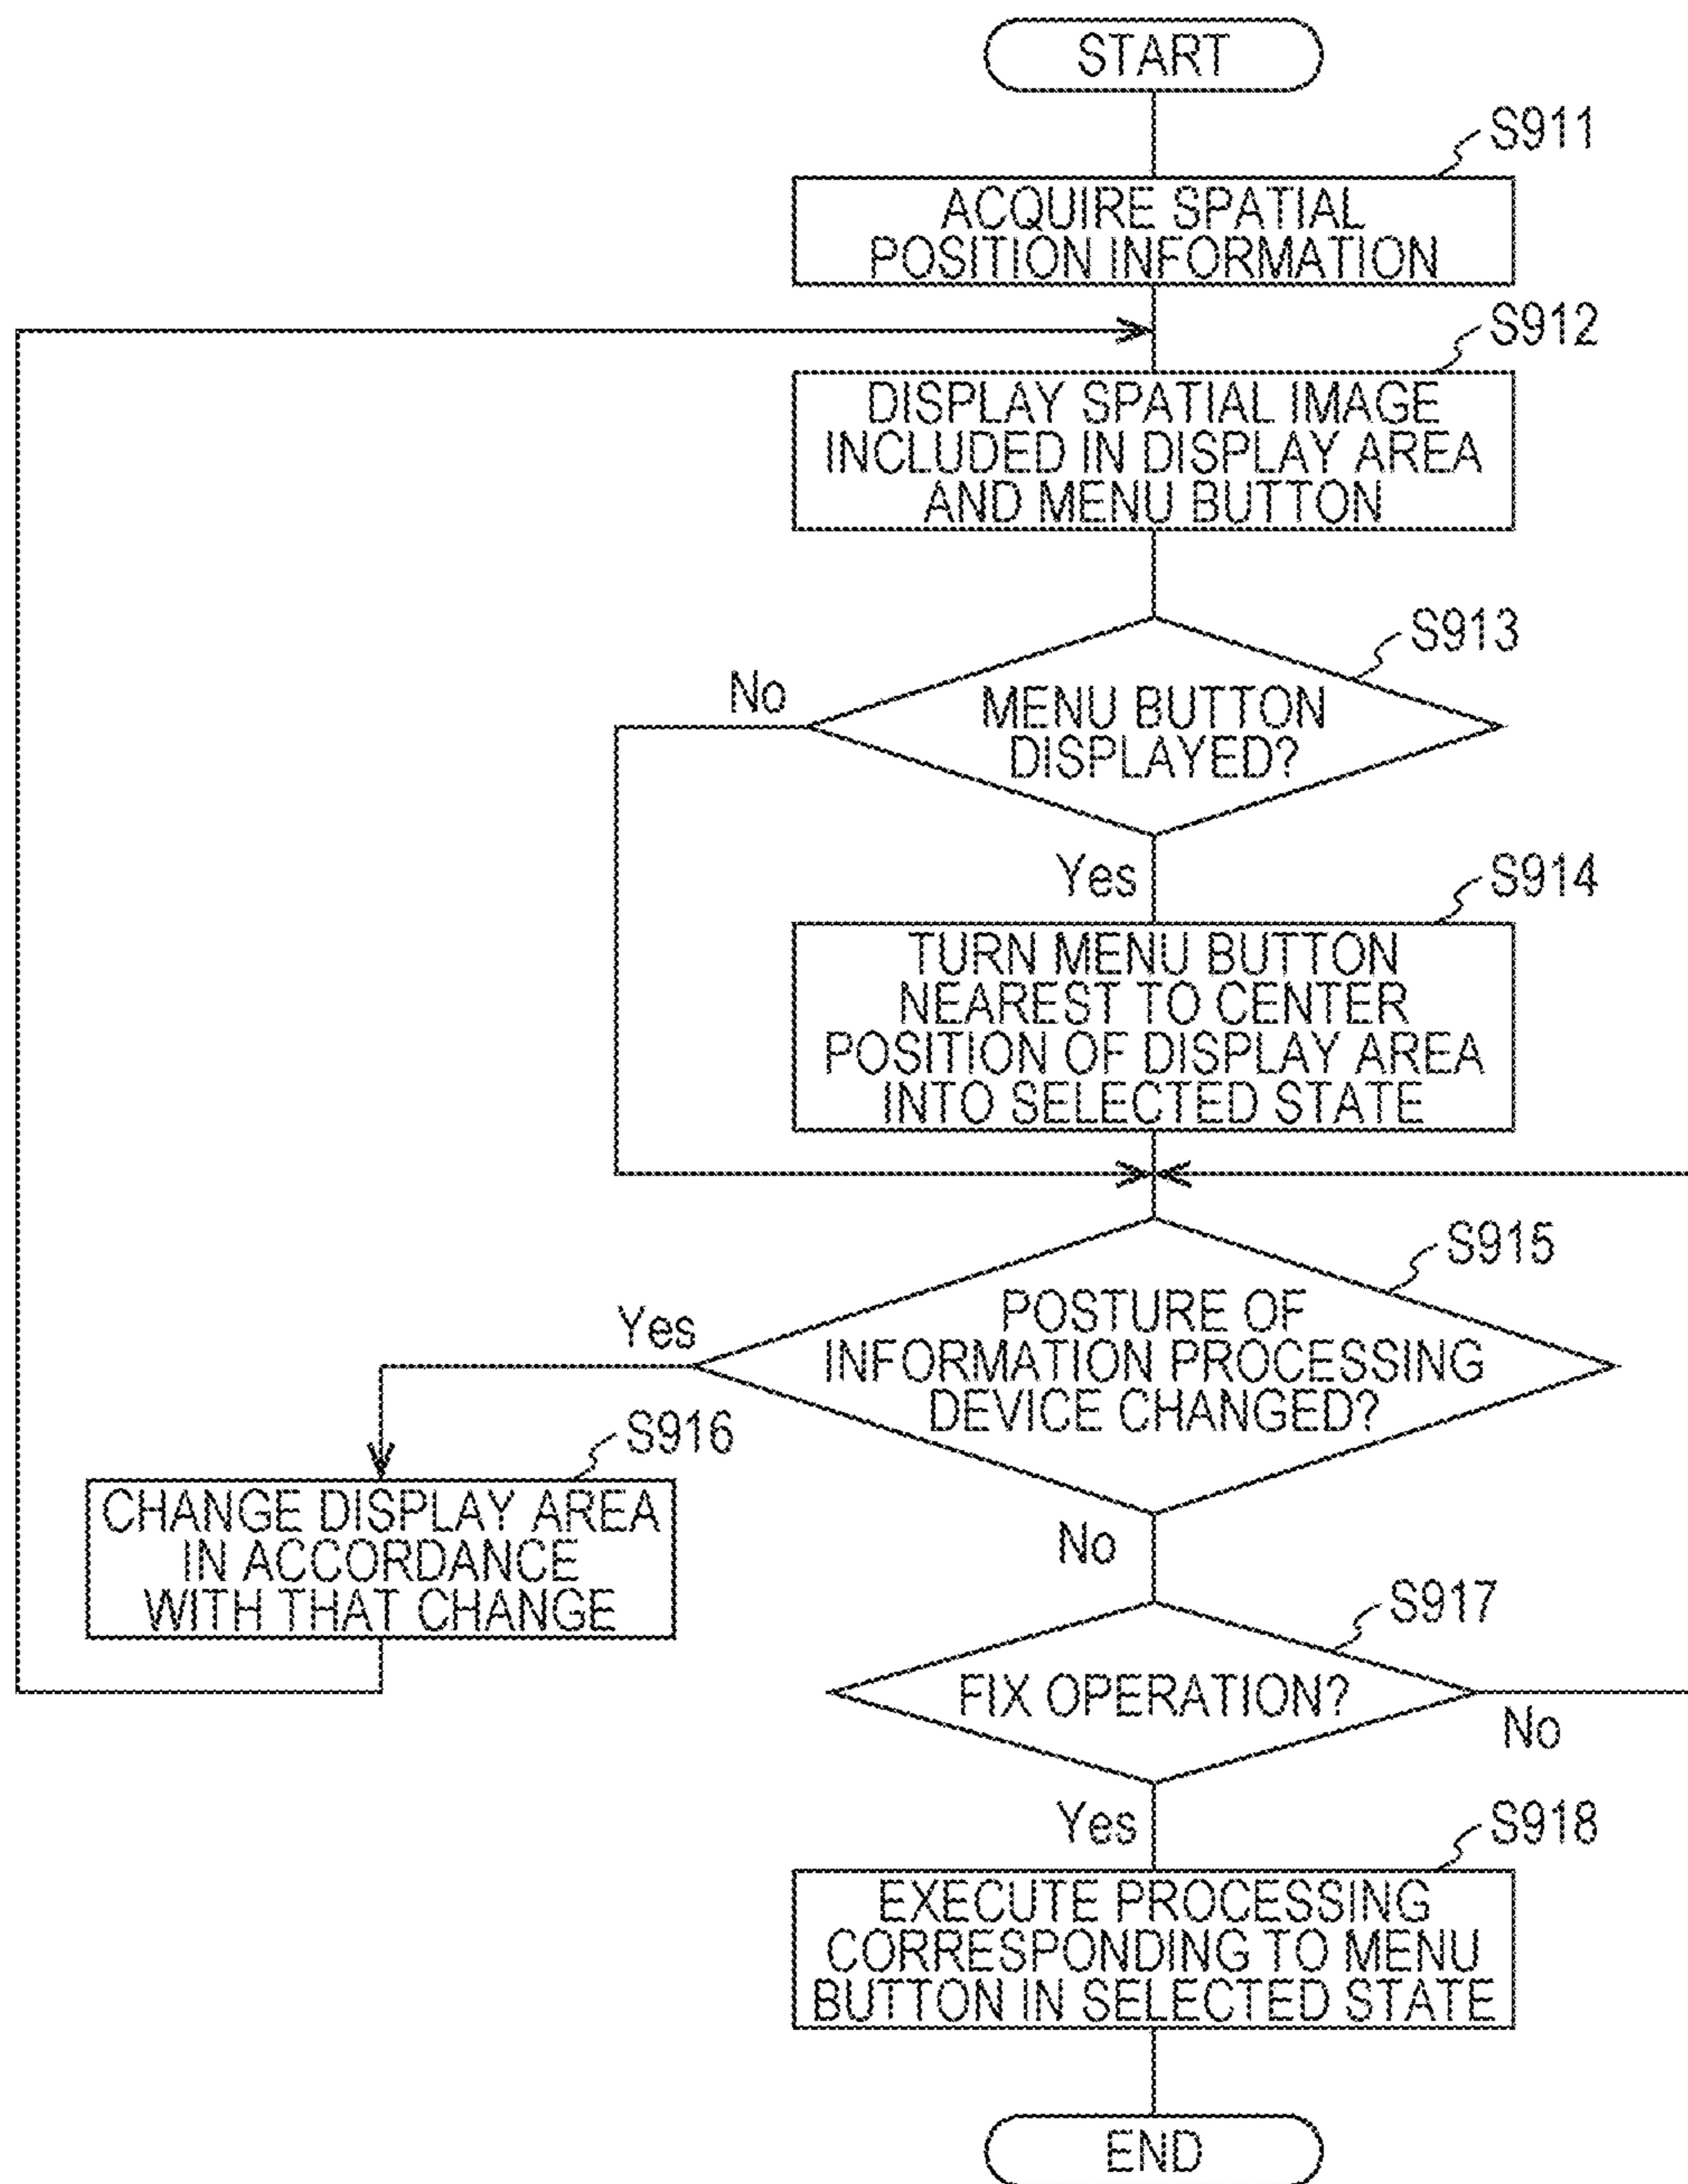 START
S911
ACQUIRE SPATIAL
POSITION INFORMATION
S912
DISPLAY SPATIAL IMAGE
INCLUDED IN DISPLAY AREA
AND MENU BUTTON
S913
No
MENU BUTTON
DISPLAYED?
Yes
S914
TURN MENU BUTTON
NEAREST TO CENTER
POSITION OF DISPLAY AREA
INTO SELECTED STATE
S915
Yes
POSTURE OF
INFORMATION PROCESSING
DEVICE CHANGED?
S916
CHANGE DISPLAY AREA
IN ACCORDANCE
WITH THAT CHANGE
No
S917
FIX OPERATION?
No
Yes
S918
EXECUTE PROCESSING
CORRESPONDING TO MENU
BUTTON IN SELECTED STATE
END